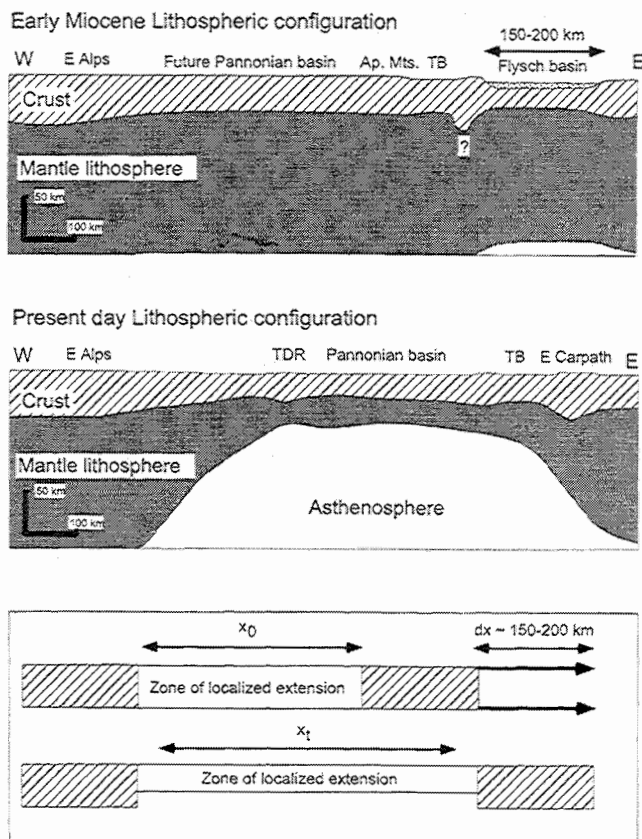 Early Miocene Lithospheric configuration
150-200 km
W E Alps Future Pannonian basin Ap. Mts. TB Flysch basin E
Crust
?
Mantle lithosphere
50 km
100 km
Present day Lithospheric configuration
W E Alps TDR Pannonian basin TB E Carpath E
Crust
Mantle lithosphere
50 km
Asthenosphere
100 km
x0
dx ~ 150-200 km
Zone of localized extension
xt
Zone of localized extension